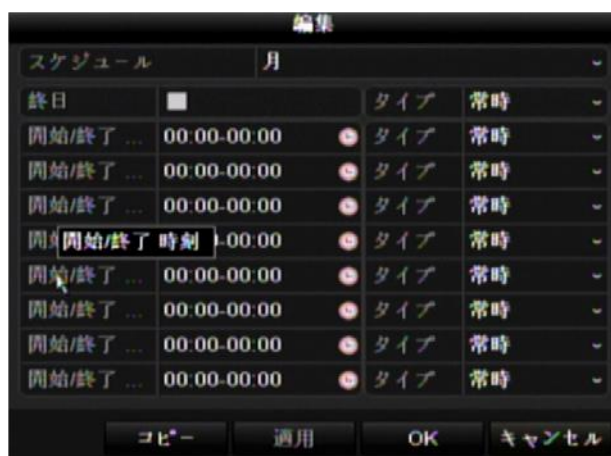 編集
スケジュール 月
終日 タイプ 常時
開始/終了 ... 00:00-00:00 タイプ 常時
開始/終了 ... 00:00-00:00 タイプ 常時
開始/終了 ... 00:00-00:00 タイプ 常時
開始/終了 時刻 -00:00 タイプ 常時
開始/終了 ... 00:00-00:00 タイプ 常時
開始/終了 ... 00:00-00:00 タイプ 常時
開始/終了 ... 00:00-00:00 タイプ 常時
開始/終了 ... 00:00-00:00 タイプ 常時
コピー 適用 OK キャンセル